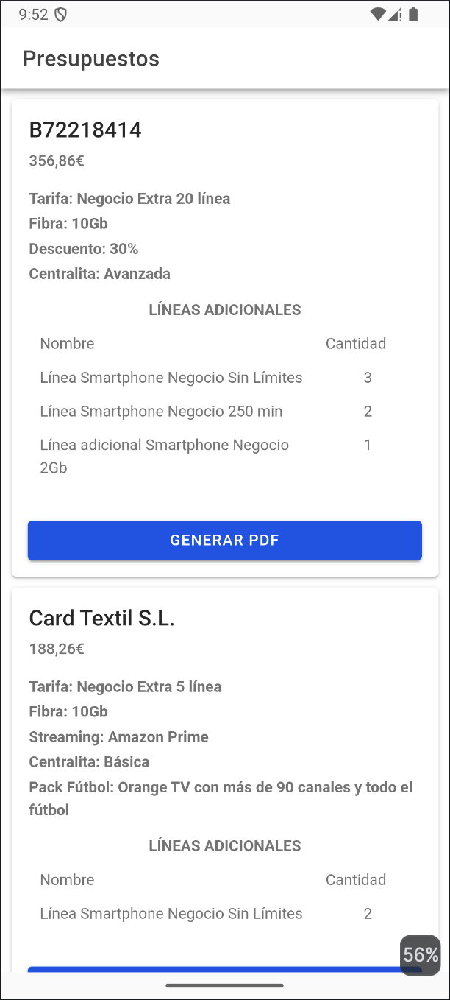 9:52
Presupuestos
B72218414
356,86€
Tarifa: Negocio Extra 20 línea
Fibra: 10Gb
Descuento: 30%
Centralita: Avanzada
LÍNEAS ADICIONALES
Nombre Cantidad
Línea Smartphone Negocio Sin Límites 3
Línea Smartphone Negocio 250 min 2
Línea adicional Smartphone Negocio 1
2Gb
GENERAR PDF
Card Textil S.L.
188,26€
Tarifa: Negocio Extra 5 línea
Fibra: 10Gb
Streaming: Amazon Prime
Centralita: Básica
Pack Fútbol: Orange TV con más de 90 canales y todo el
fútbol
LÍNEAS ADICIONALES
Nombre Cantidad
Línea Smartphone Negocio Sin Límites 2
56%